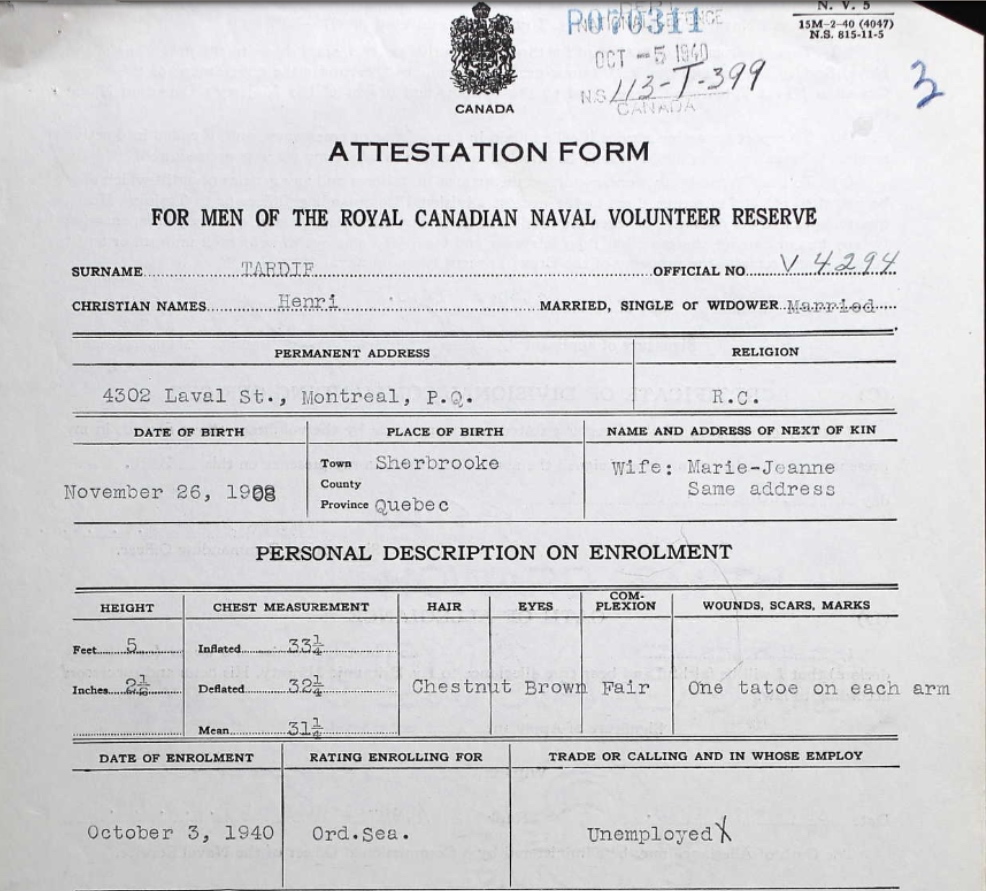 N. V. 5
15M-2-40 (4047)
N.S. 815-11-5
P070311
OCT -5 1940
N.S. 113-T-399
CANADA
3
CANADA
ATTESTATION FORM
FOR MEN OF THE ROYAL CANADIAN NAVAL VOLUNTEER RESERVE
SURNAME TARDIF OFFICIAL NO. V 4294
CHRISTIAN NAMES Henri MARRIED, SINGLE or WIDOWER Married
PERMANENT ADDRESS RELIGION
4302 Laval St., Montreal, P.Q. R.C.
DATE OF BIRTH PLACE OF BIRTH NAME AND ADDRESS OF NEXT OF KIN
Town Sherbrooke Wife: Marie-Jeanne
County Same address
November 26, 1908
Province Quebec
PERSONAL DESCRIPTION ON ENROLMENT
HEIGHT CHEST MEASUREMENT HAIR EYES COM-PLEXION WOUNDS, SCARS, MARKS
Feet 5 Inflated 33¼
Inches 2½ Deflated 32¼ Chestnut Brown Fair One tatoe on each arm
Mean 31¼
DATE OF ENROLMENT RATING ENROLLING FOR TRADE OR CALLING AND IN WHOSE EMPLOY
October 3, 1940 Ord.Sea. Unemployed